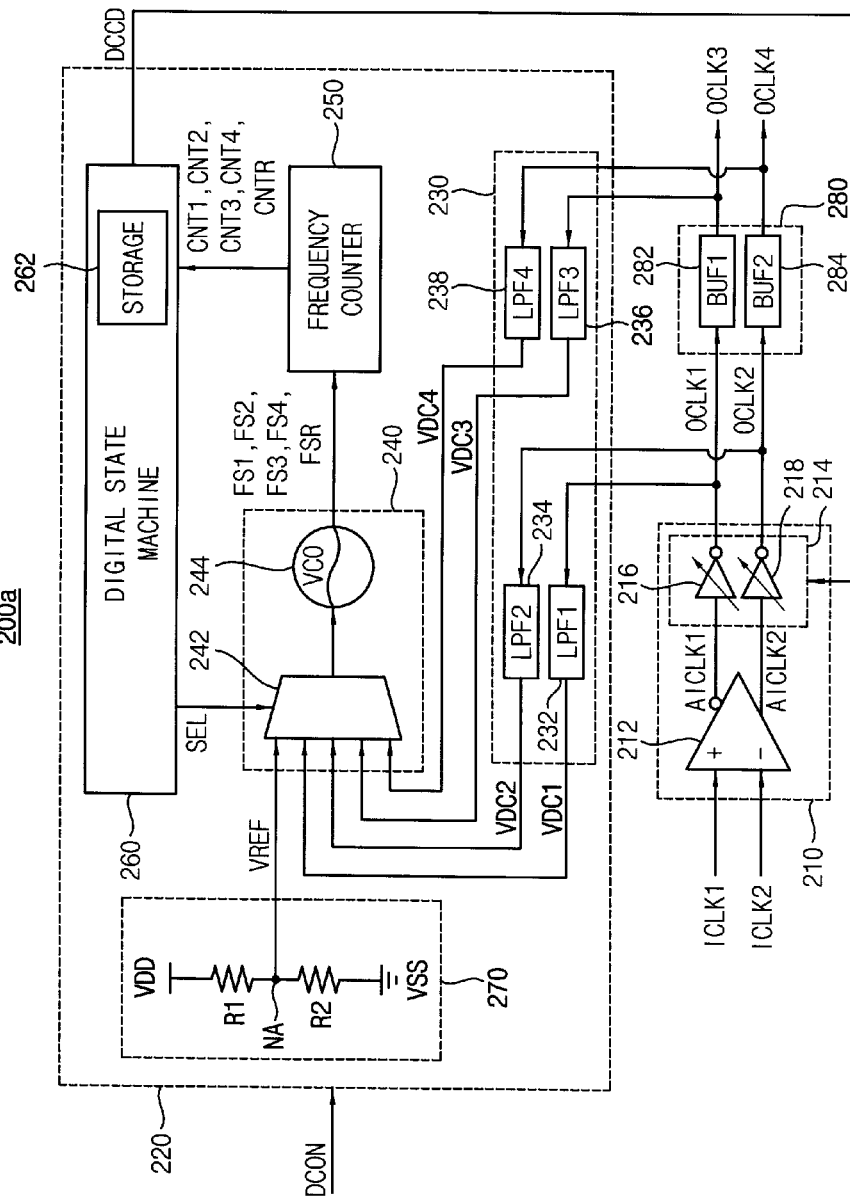 200a
DCCD
DIGITAL STATE
MACHINE
STORAGE
262
260
SEL
CNT1, CNT2,
CNT3, CNT4,
CNTR
250
FREQUENCY
COUNTER
FS1, FS2,
FS3, FS4,
FSR
240
244
VCO
242
VREF
VDD
R1
NA
R2
VSS
270
220
DCON
VDC4
VDC3
VDC2
VDC1
230
238
LPF4
LPF3
236
234
LPF2
LPF1
232
OCLK3
OCLK4
280
282
BUF1
BUF2
284
OCLK1
OCLK2
218
214
216
AICLK1
AICLK2
212
+
-
210
ICLK1
ICLK2